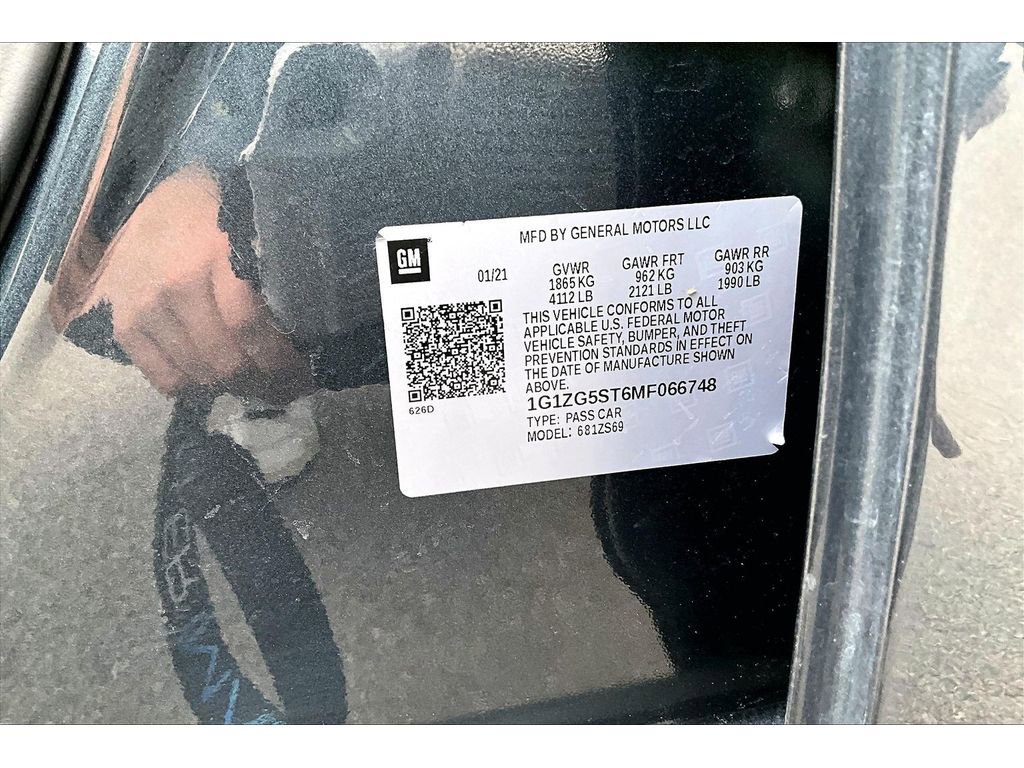 MFD BY GENERAL MOTORS LLC
GM
01/21
GVWR
1865 KG
4112 LB
GAWR FRT
962 KG
2121 LB
GAWR RR
903 KG
1990 LB
THIS VEHICLE CONFORMS TO ALL
APPLICABLE U.S. FEDERAL MOTOR
VEHICLE SAFETY, BUMPER, AND THEFT
PREVENTION STANDARDS IN EFFECT ON
THE DATE OF MANUFACTURE SHOWN
ABOVE.
626D
1G1ZG5ST6MF066748
TYPE: PASS CAR
MODEL: 681ZS69